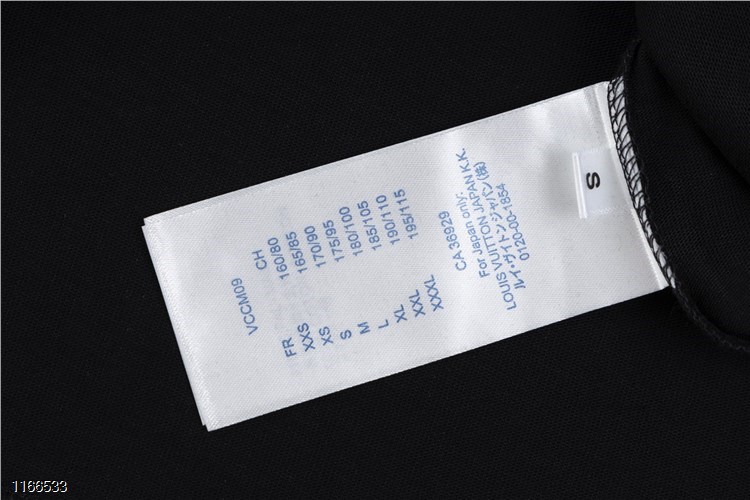 VCCM09
FR CH
XXS 160/80
XS 165/85
S 170/90
M 175/95
L 180/100
XL 185/105
XXL 190/110
XXXL 195/115
CA 36929
For Japan only:
LOUIS VUITTON JAPAN K.K.
ルイ・ヴィトン・ジャパン(株)
0120-00-1854
S
1166533